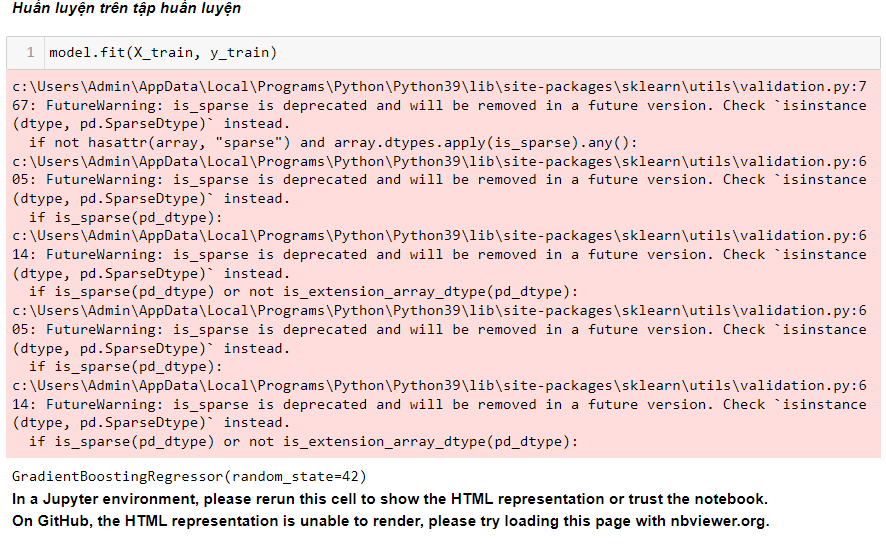 Huấn luyện trên tập huấn luyện
1 model.fit(X_train, y_train)
c:\Users\Admin\AppData\Local\Programs\Python\Python39\lib\site-packages\sklearn\utils\validation.py:7
67: FutureWarning: is_sparse is deprecated and will be removed in a future version. Check `isinstance
(dtype, pd.SparseDtype)` instead.
  if not hasattr(array, "sparse") and array.dtypes.apply(is_sparse).any():
c:\Users\Admin\AppData\Local\Programs\Python\Python39\lib\site-packages\sklearn\utils\validation.py:6
05: FutureWarning: is_sparse is deprecated and will be removed in a future version. Check `isinstance
(dtype, pd.SparseDtype)` instead.
  if is_sparse(pd_dtype):
c:\Users\Admin\AppData\Local\Programs\Python\Python39\lib\site-packages\sklearn\utils\validation.py:6
14: FutureWarning: is_sparse is deprecated and will be removed in a future version. Check `isinstance
(dtype, pd.SparseDtype)` instead.
  if is_sparse(pd_dtype) or not is_extension_array_dtype(pd_dtype):
c:\Users\Admin\AppData\Local\Programs\Python\Python39\lib\site-packages\sklearn\utils\validation.py:6
05: FutureWarning: is_sparse is deprecated and will be removed in a future version. Check `isinstance
(dtype, pd.SparseDtype)` instead.
  if is_sparse(pd_dtype):
c:\Users\Admin\AppData\Local\Programs\Python\Python39\lib\site-packages\sklearn\utils\validation.py:6
14: FutureWarning: is_sparse is deprecated and will be removed in a future version. Check `isinstance
(dtype, pd.SparseDtype)` instead.
  if is_sparse(pd_dtype) or not is_extension_array_dtype(pd_dtype):
GradientBoostingRegressor(random_state=42)
In a Jupyter environment, please rerun this cell to show the HTML representation or trust the notebook.
On GitHub, the HTML representation is unable to render, please try loading this page with nbviewer.org.